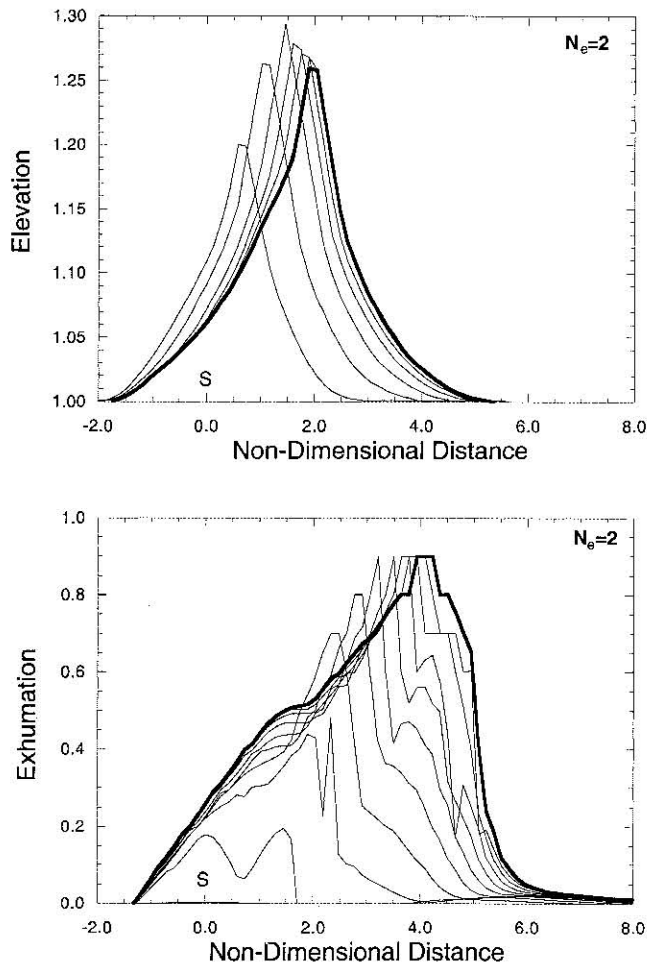 1.30
1.25
1.20
1.15
1.10
1.05
1.00
Elevation
N_e=2
S
-2.0 0.0 2.0 4.0 6.0 8.0
Non-Dimensional Distance
1.0
0.8
0.6
0.4
0.2
0.0
Exhumation
N_e=2
S
-2.0 0.0 2.0 4.0 6.0 8.0
Non-Dimensional Distance